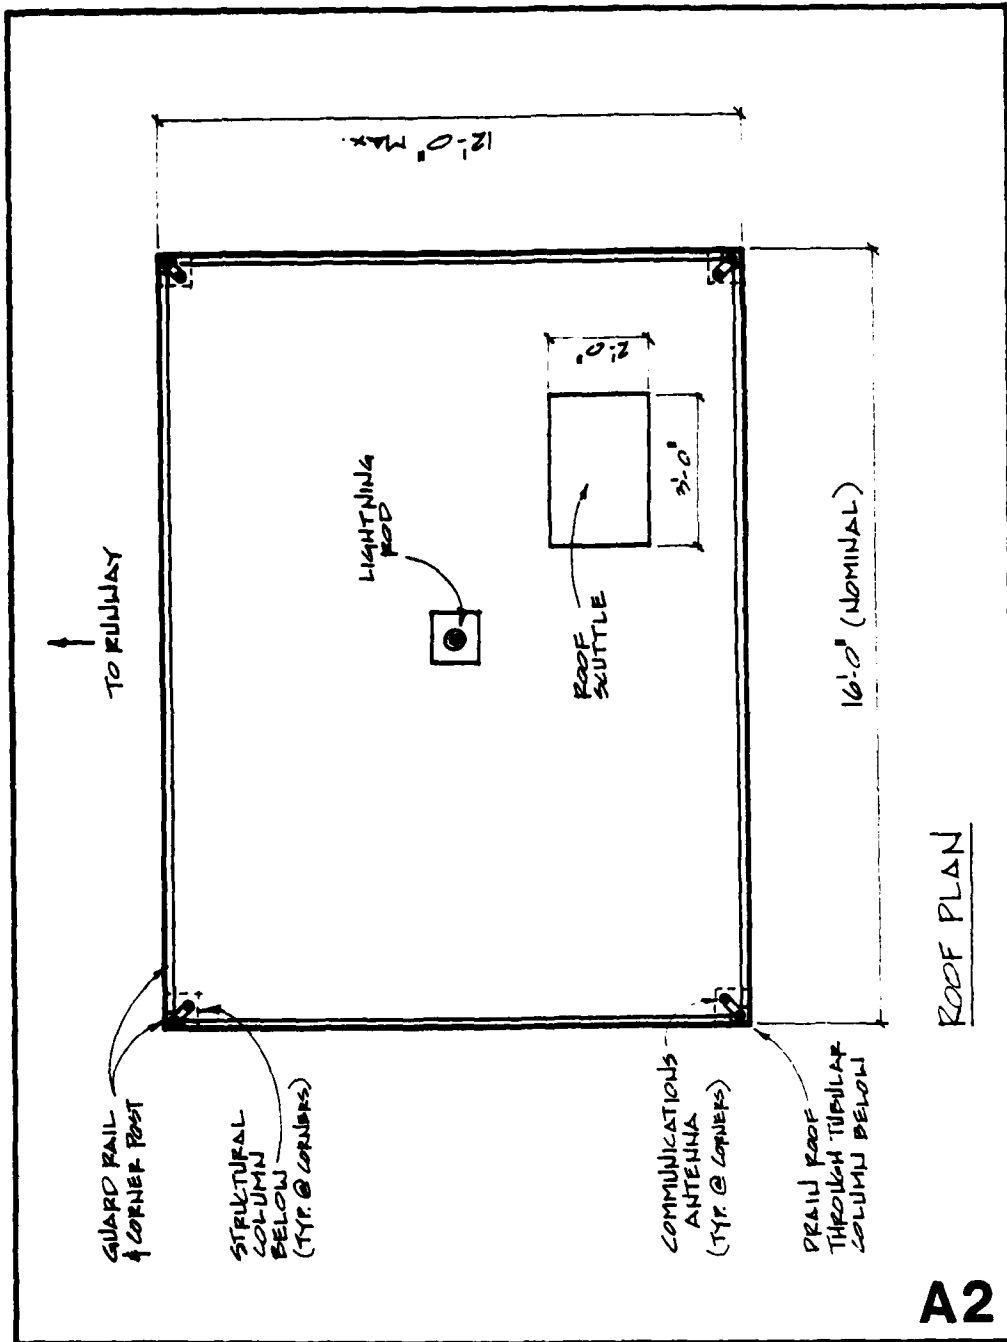 TO RUNWAY
GUARD RAIL
& CORNER POST
STRUCTURAL
COLUMN
BELOW
(TYP. @ CORNERS)
LIGHTNING
ROD
12'-0" MAX.
2'-0"
3'-0"
ROOF
SCUTTLE
COMMUNICATIONS
ANTENNA
(TYP. @ CORNERS)
DRAIN ROOF
THROUGH TUBULAR
COLUMN BELOW
16'-0" (NOMINAL)
ROOF PLAN
A2